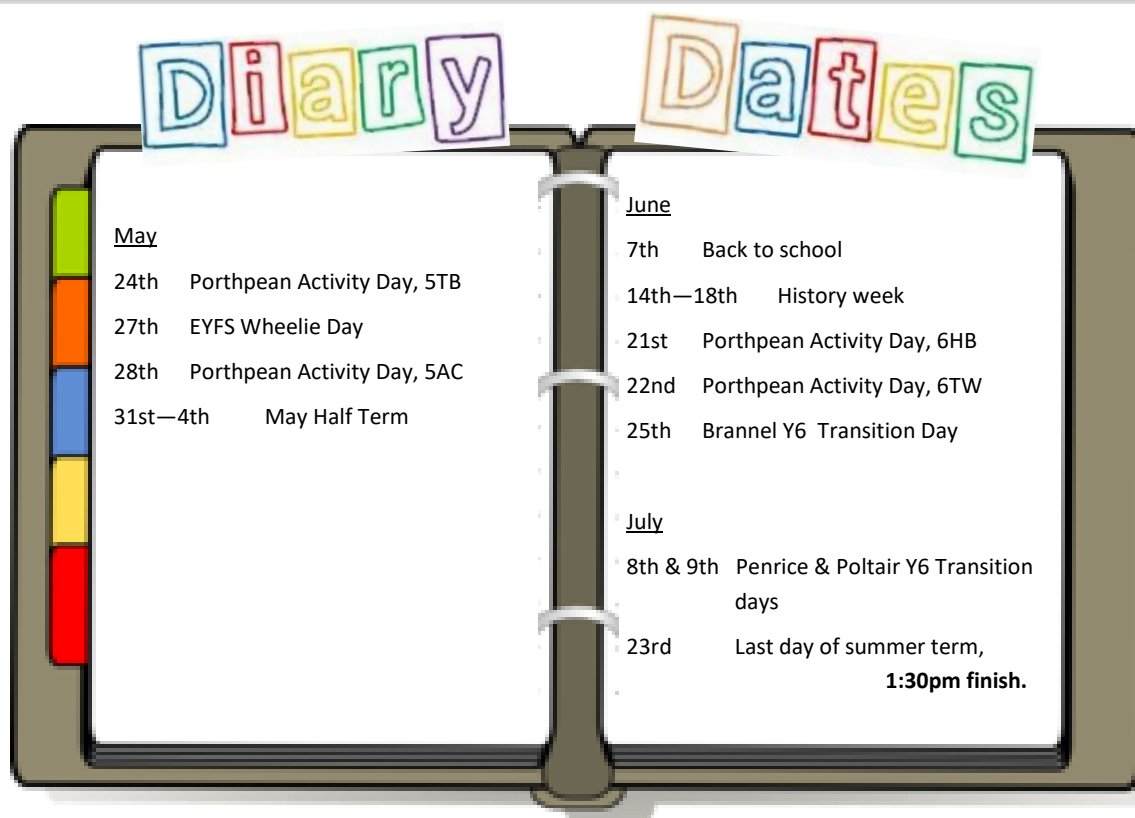 Diary Dates
May
24th Porthpean Activity Day, 5TB
27th EYFS Wheelie Day
28th Porthpean Activity Day, 5AC
31st—4th May Half Term
June
7th Back to school
14th—18th History week
21st Porthpean Activity Day, 6HB
22nd Porthpean Activity Day, 6TW
25th Brannel Y6 Transition Day
July
8th & 9th Penrice & Poltair Y6 Transition
days
23rd Last day of summer term,
1:30pm finish.